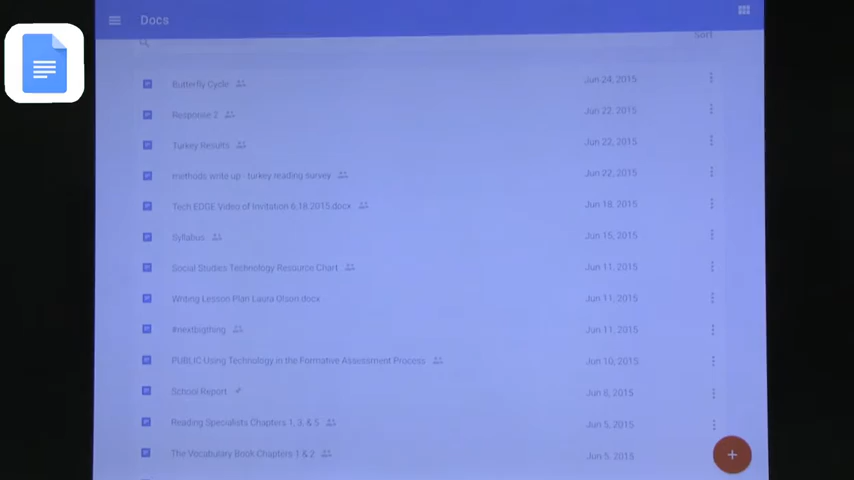 Docs
Sort
Butterfly Cycle Jun 24, 2015
Response 2 Jun 22, 2015
Turkey Results Jun 22, 2015
methods write up - turkey reading survey Jun 22, 2015
Tech EDGE Video of Invitation 6.18.2015.docx Jun 18, 2015
Syllabus Jun 15, 2015
Social Studies Technology Resource Chart Jun 11, 2015
Writing Lesson Plan Laura Olson.docx Jun 11, 2015
#nextbigthing Jun 11, 2015
PUBLIC Using Technology in the Formative Assessment Process Jun 10, 2015
School Report Jun 8, 2015
Reading Specialists Chapters 1, 3, & 5 Jun 5, 2015
The Vocabulary Book Chapters 1 & 2 Jun 5, 2015